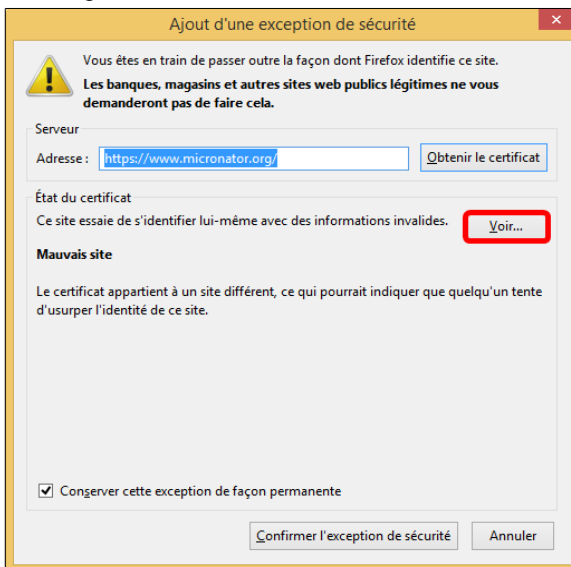 Ajout d'une exception de sécurité
Vous êtes en train de passer outre la façon dont Firefox identifie ce site.
Les banques, magasins et autres sites web publics légitimes ne vous
demanderont pas de faire cela.
Serveur
Adresse : https://www.micronator.org/ Obtenir le certificat
État du certificat
Ce site essaie de s'identifier lui-même avec des informations invalides. Voir...
Mauvais site
Le certificat appartient à un site différent, ce qui pourrait indiquer que quelqu'un tente
d'usurper l'identité de ce site.
Conserver cette exception de façon permanente
Confirmer l'exception de sécurité Annuler